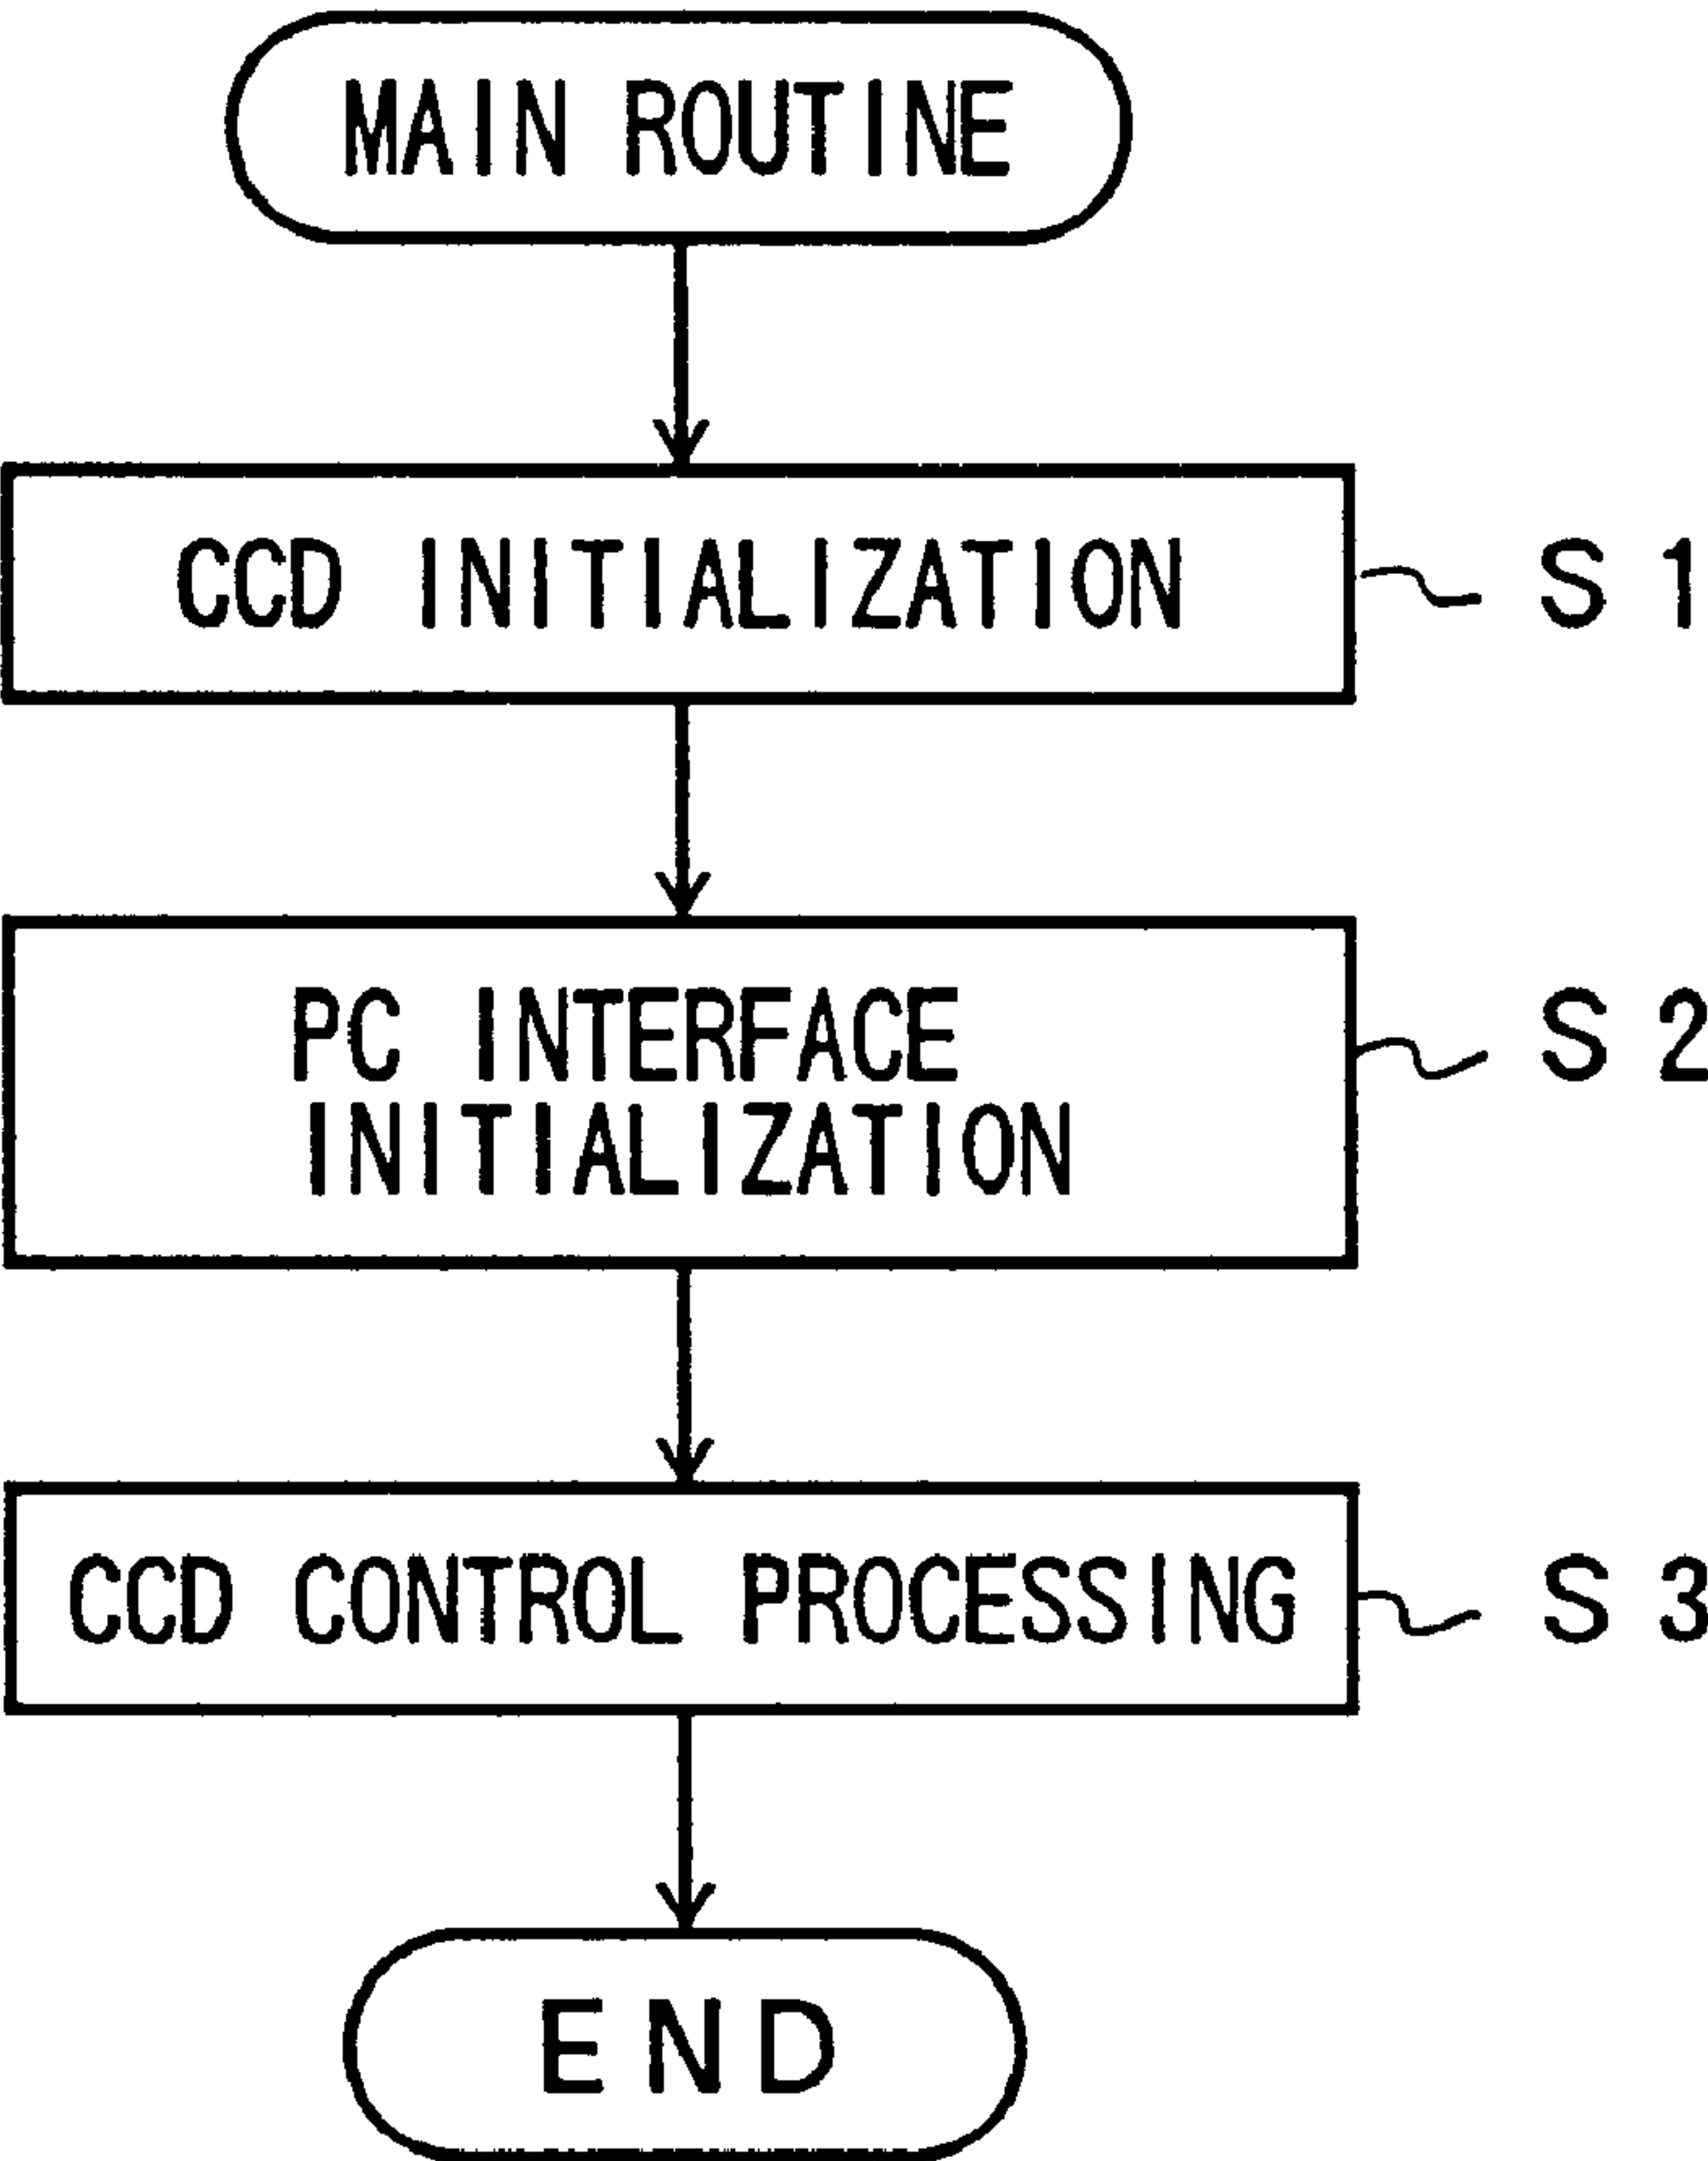 MAIN ROUTINE
CCD INITIALIZATION
S 1
PC INTERFACE
INITIALIZATION
S 2
CCD CONTROL PROCESSING
S 3
END